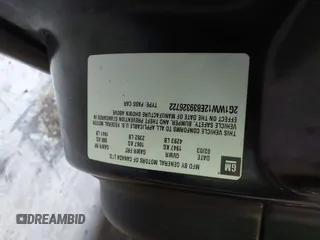 GM
MFD BY GENERAL MOTORS OF CANADA LTD
DATE GVWR GAWR FRT GAWR RR
02/03 1947 KG 1067 KG 880 KG
4293 LB 2352 LB 1941 LB
THIS VEHICLE CONFORMS TO ALL APPLICABLE U.S. FEDERAL MOTOR
VEHICLE SAFETY, BUMPER, AND THEFT PREVENTION STANDARDS IN
EFFECT ON THE DATE OF MANUFACTURE SHOWN ABOVE.
2G1WW12E839326722 TYPE: PASS CAR
DREAMBID